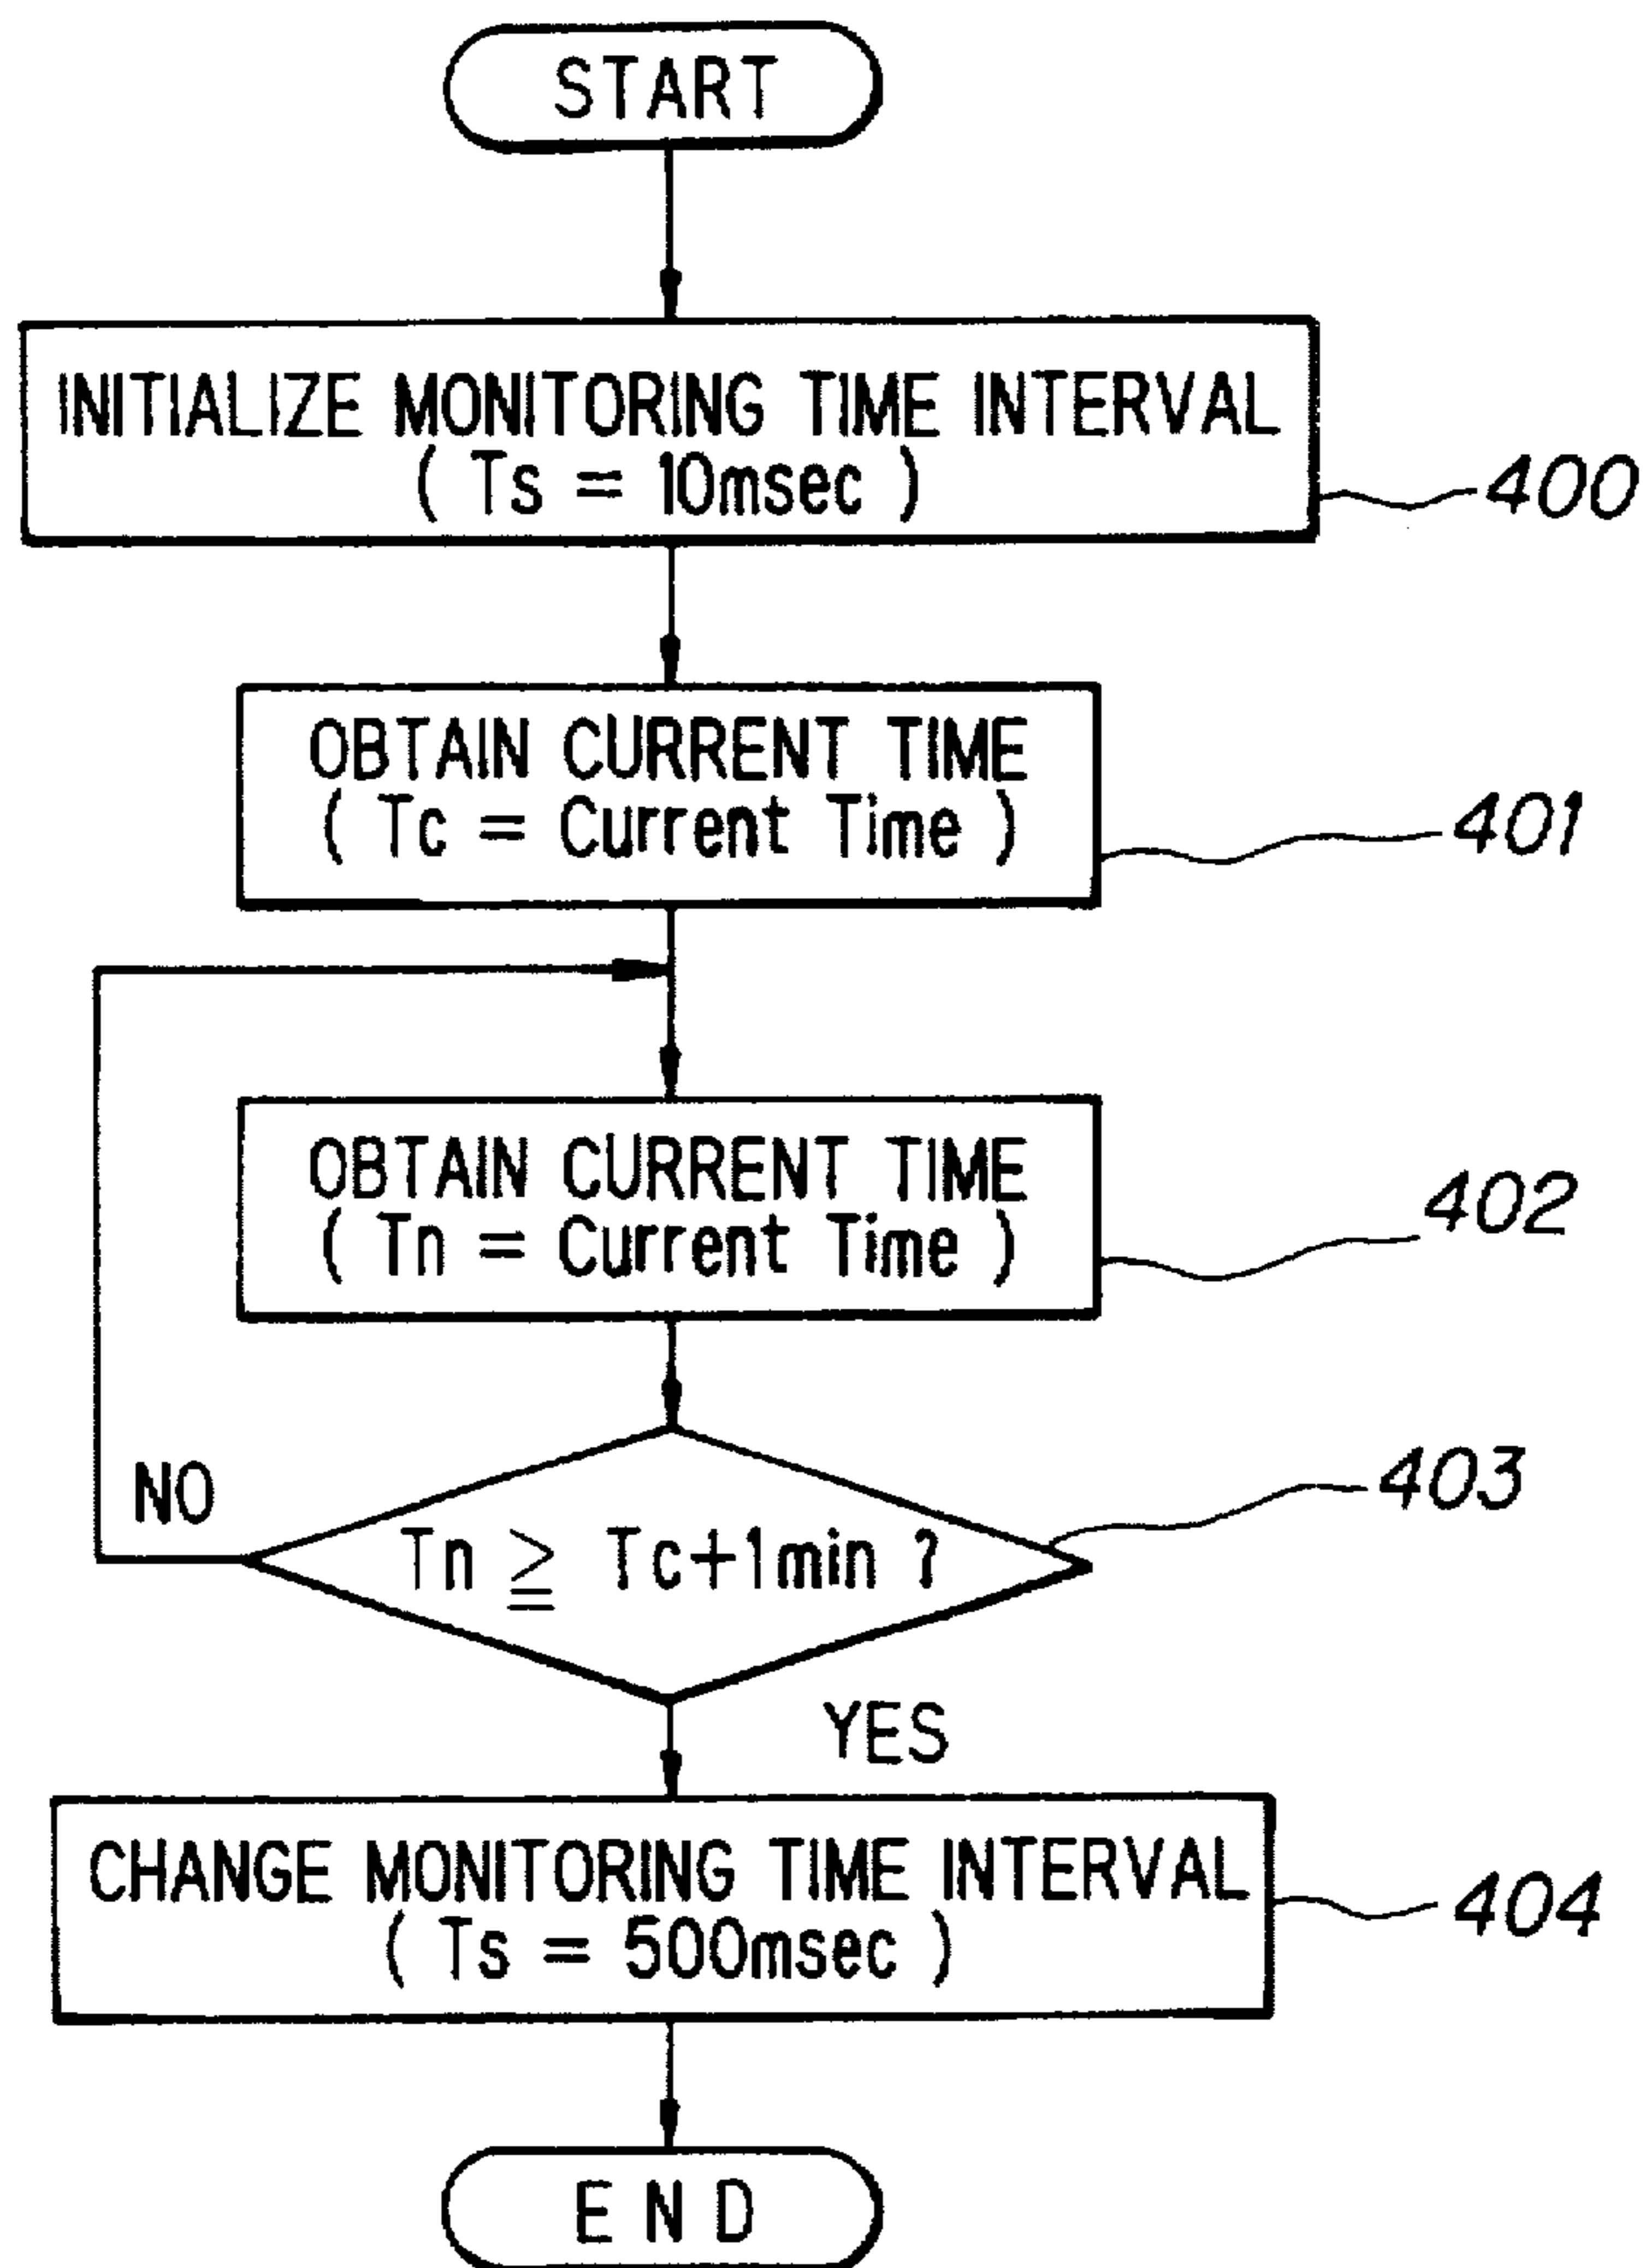 START
INITIALIZE MONITORING TIME INTERVAL
( Ts = 10msec )
400
OBTAIN CURRENT TIME
( Tc = Current Time )
401
OBTAIN CURRENT TIME
( Tn = Current Time )
402
403
NO
Tn ≧ Tc+1min ?
YES
CHANGE MONITORING TIME INTERVAL
( Ts = 500msec )
404
END